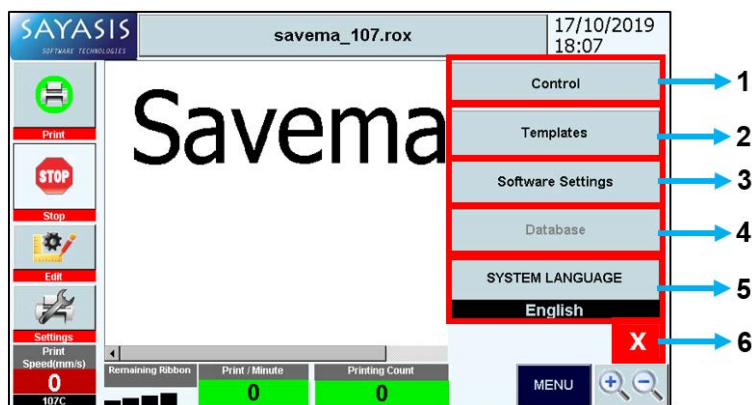 SAYASIS
SOFTWARE TECHNOLOGIES
savema_107.rox
17/10/2019
18:07
Print
Stop
STOP
Edit
Settings
Print
Speed(mm/s)
0
107C
Savema
Control
Templates
Software Settings
Database
SYSTEM LANGUAGE
English
X
Remaining Ribbon
Print / Minute
0
Printing Count
0
MENU
1
2
3
4
5
6